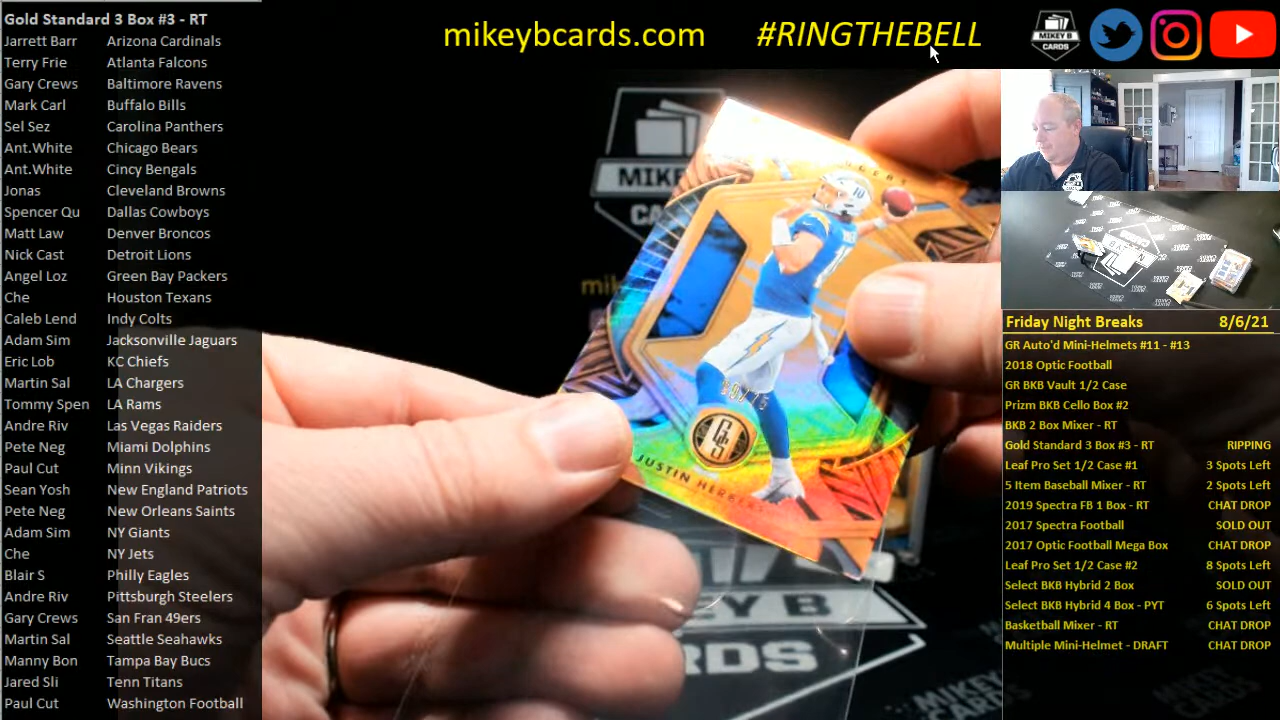 Gold Standard 3 Box #3 - RT
Jarrett Barr Arizona Cardinals
Terry Frie Atlanta Falcons
Gary Crews Baltimore Ravens
Mark Carl Buffalo Bills
Sel Sez Carolina Panthers
Ant.White Chicago Bears
Ant.White Cincy Bengals
Jonas Cleveland Browns
Spencer Qu Dallas Cowboys
Matt Law Denver Broncos
Nick Cast Detroit Lions
Angel Loz Green Bay Packers
Che Houston Texans
Caleb Lend Indy Colts
Adam Sim Jacksonville Jaguars
Eric Lob KC Chiefs
Martin Sal LA Chargers
Tommy Spen LA Rams
Andre Riv Las Vegas Raiders
Pete Neg Miami Dolphins
Paul Cut Minn Vikings
Sean Yosh New England Patriots
Pete Neg New Orleans Saints
Adam Sim NY Giants
Che NY Jets
Blair S Philly Eagles
Andre Riv Pittsburgh Steelers
Gary Crews San Fran 49ers
Martin Sal Seattle Seahawks
Manny Bon Tampa Bay Bucs
Jared Sli Tenn Titans
Paul Cut Washington Football
mikeybcards.com #RINGTHEBELL
MIKEY B
CARDS
10
GS
JUSTIN
MIKEY B
CARDS
Friday Night Breaks 8/6/21
GR Auto'd Mini-Helmets #11 - #13
2018 Optic Football
GR BKB Vault 1/2 Case
Prizm BKB Cello Box #2
BKB 2 Box Mixer - RT
Gold Standard 3 Box #3 - RT RIPPING
Leaf Pro Set 1/2 Case #1 3 Spots Left
5 Item Baseball Mixer - RT 2 Spots Left
2019 Spectra FB 1 Box - RT CHAT DROP
2017 Spectra Football SOLD OUT
2017 Optic Football Mega Box CHAT DROP
Leaf Pro Set 1/2 Case #2 8 Spots Left
Select BKB Hybrid 2 Box SOLD OUT
Select BKB Hybrid 4 Box - PYT 6 Spots Left
Basketball Mixer - RT CHAT DROP
Multiple Mini-Helmet - DRAFT CHAT DROP